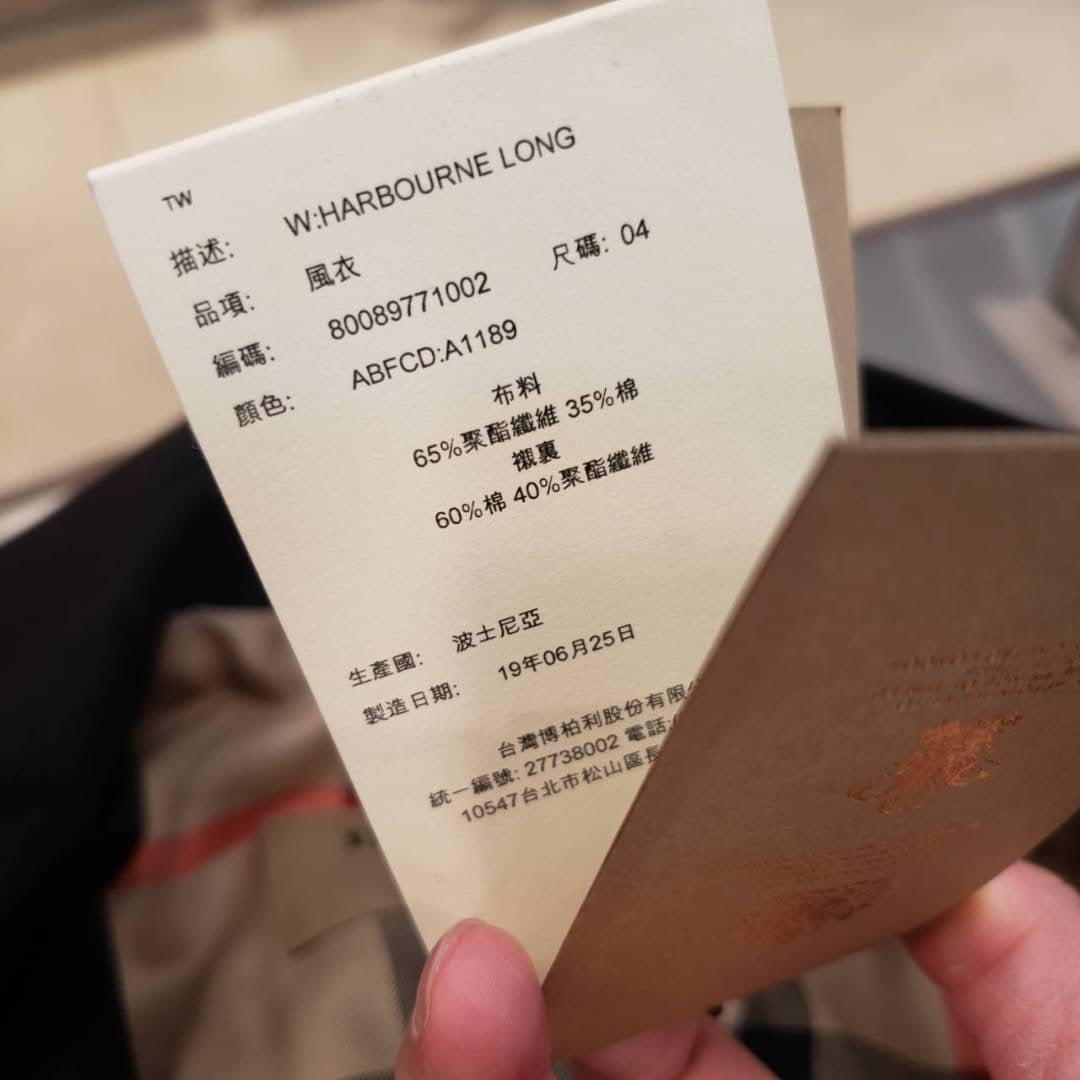 TW
描述: W:HARBOURNE LONG
品項: 風衣
編碼: 80089771002 尺碼: 04
顏色: ABFCD:A1189
布料
65%聚酯纖維 35%棉
襯裏
60%棉 40%聚酯纖維
生產國: 波士尼亞
製造日期: 19年06月25日
台灣博柏利股份有限
統一編號: 27738002 電話:
10547台北市松山區